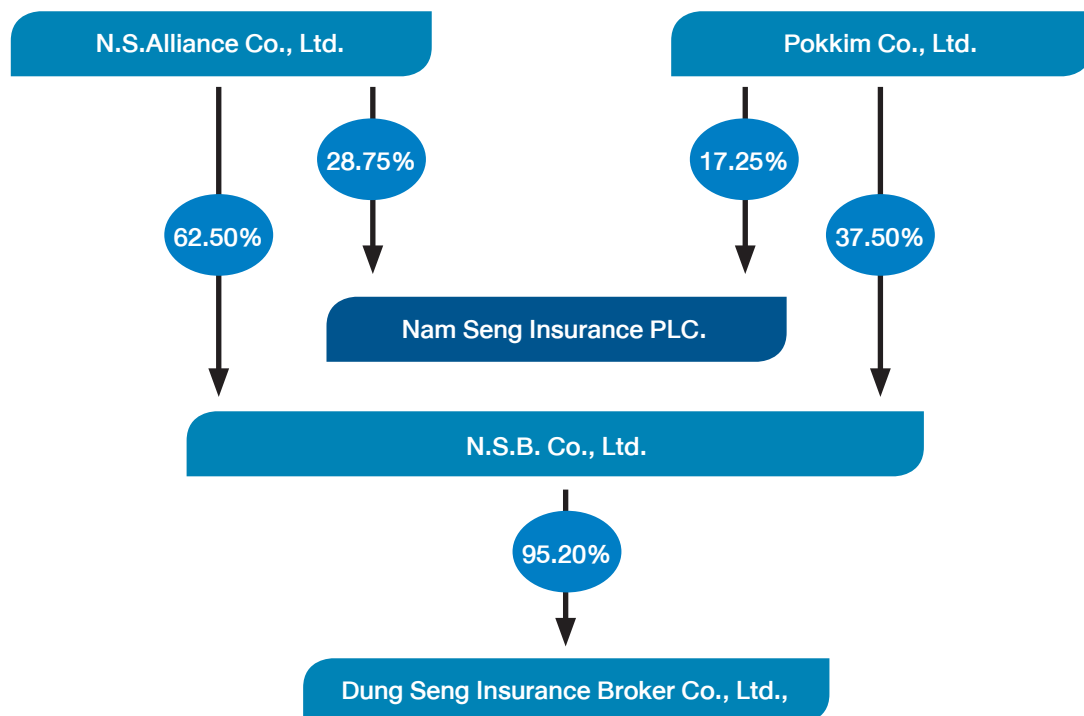 N.S.Alliance Co., Ltd.
Pokkim Co., Ltd.
28.75%
17.25%
62.50%
37.50%
Nam Seng Insurance PLC.
N.S.B. Co., Ltd.
95.20%
Dung Seng Insurance Broker Co., Ltd.,